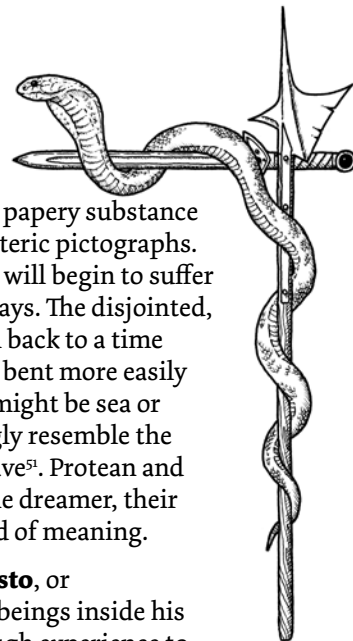 papery substance
teric pictographs.
will begin to suffer
ays. The disjointed,
back to a time
bent more easily
might be sea or
gly resemble the
ve⁵¹. Protean and
e dreamer, their
d of meaning.
sto, or
beings inside his
gh experience to